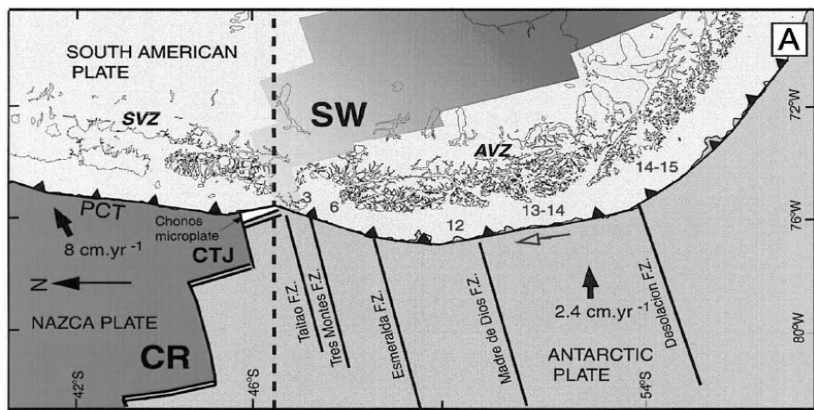 A
SOUTH AMERICAN
PLATE
SVZ
SW
AVZ
72°W
14-15
3
6
13-14
12
76°W
PCT
Chonos
microplate
8 cm.yr -1
CTJ
N
NAZCA PLATE
CR
Taitao F.Z.
Tres Montes F.Z.
Esmeralda F.Z.
Madre de Dios F.Z.
2.4 cm.yr -1
Desolacion F.Z.
ANTARCTIC
PLATE
80°W
42°S
46°S
54°S